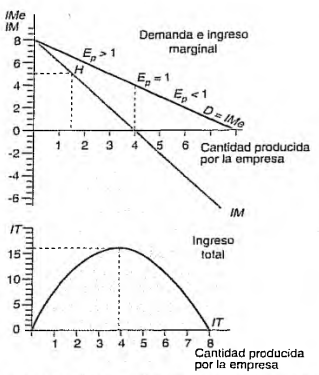 IMe
IM
8
6
4
2
0
-2
-4
-6
Demanda e ingreso
marginal
Ep > 1
H
Ep = 1
Ep < 1
D = IMe
1 2 3 4 5 6 7
Cantidad producida
por la empresa
IM
IT
15
10
5
0
Ingreso
total
IT
1 2 3 4 5 6 7 8
Cantidad producida
por la empresa